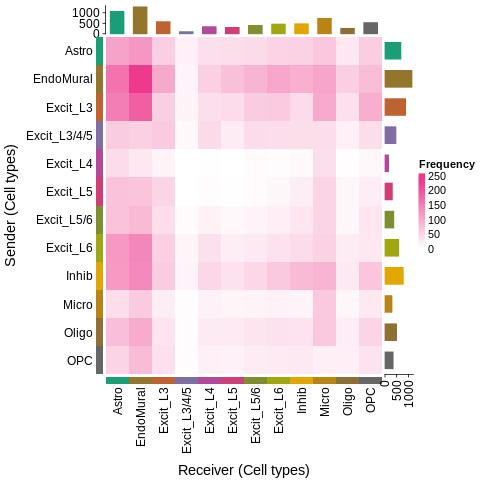 1000
500
0
Astro
EndoMural
Excit_L3
Excit_L3/4/5
Excit_L4
Excit_L5
Excit_L5/6
Excit_L6
Inhib
Micro
Oligo
OPC
Sender (Cell types)
Frequency
250
200
150
100
50
0
0
500
1000
Astro
EndoMural
Excit_L3
Excit_L3/4/5
Excit_L4
Excit_L5
Excit_L5/6
Excit_L6
Inhib
Micro
Oligo
OPC
Receiver (Cell types)